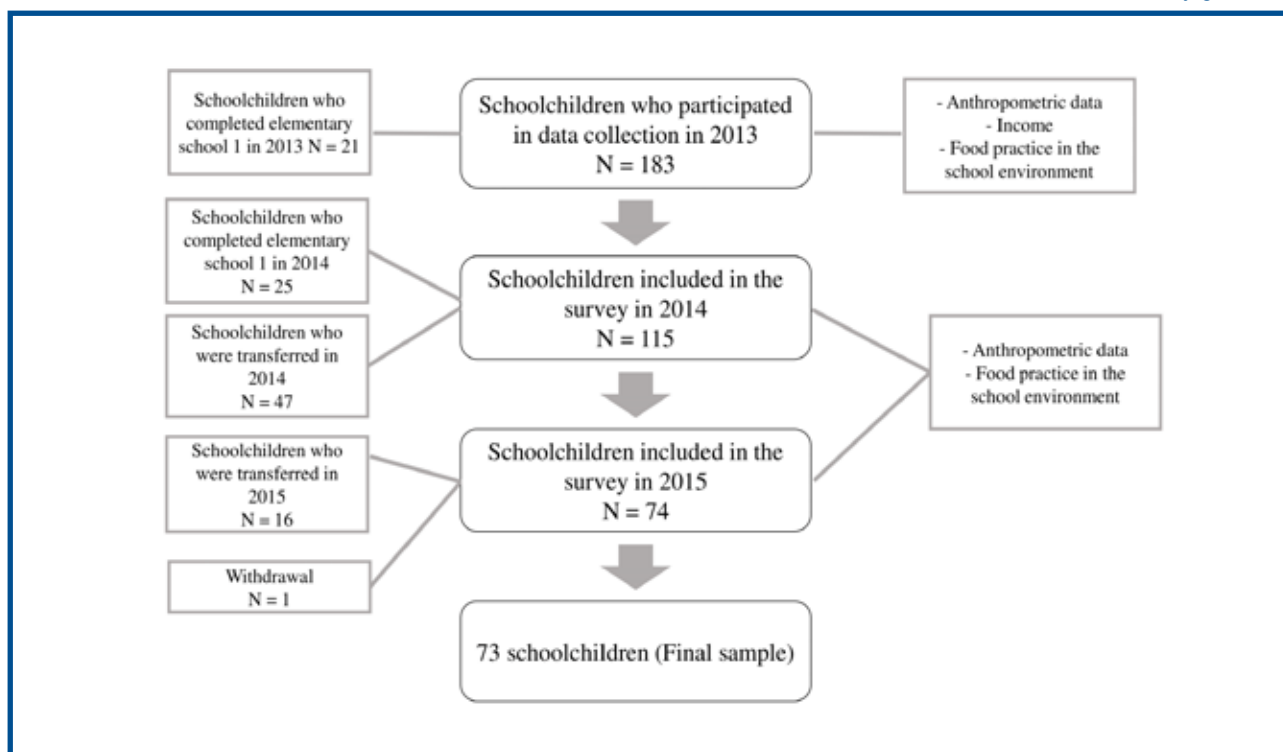 Schoolchildren who
completed elementary
school 1 in 2013 N = 21
Schoolchildren who participated
in data collection in 2013
N = 183
- Anthropometric data
- Income
- Food practice in the
school environment
Schoolchildren who
completed elementary
school 1 in 2014
N = 25
Schoolchildren who
were transferred in
2014
N = 47
Schoolchildren included in the
survey in 2014
N = 115
- Anthropometric data
- Food practice in the
school environment
Schoolchildren who
were transferred in
2015
N = 16
Schoolchildren included in the
survey in 2015
N = 74
Withdrawal
N = 1
73 schoolchildren (Final sample)